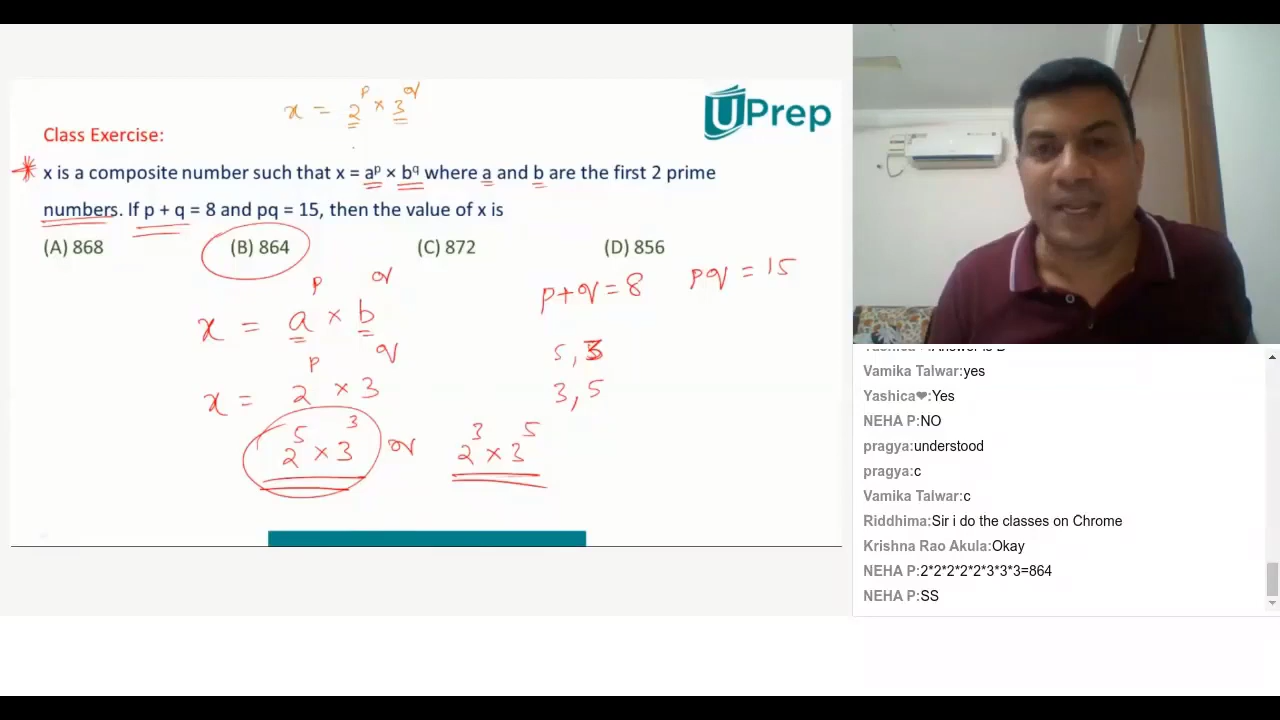 x = 2^p × 3^q
UPrep
Class Exercise:
* x is a composite number such that x = a^p × b^q where a and b are the first 2 prime
numbers. If p + q = 8 and pq = 15, then the value of x is
(A) 868 (B) 864 (C) 872 (D) 856
p+q = 8 pq = 15
x = a^p × b^q
5, 3
x = 2^p × 3^q
3, 5
2^5 × 3^3 or 2^3 × 3^5
Vamika Talwar:yes
Yashica❤:Yes
NEHA P:NO
pragya:understood
pragya:c
Vamika Talwar:c
Riddhima:Sir i do the classes on Chrome
Krishna Rao Akula:Okay
NEHA P:2*2*2*2*2*3*3*3=864
NEHA P:SS